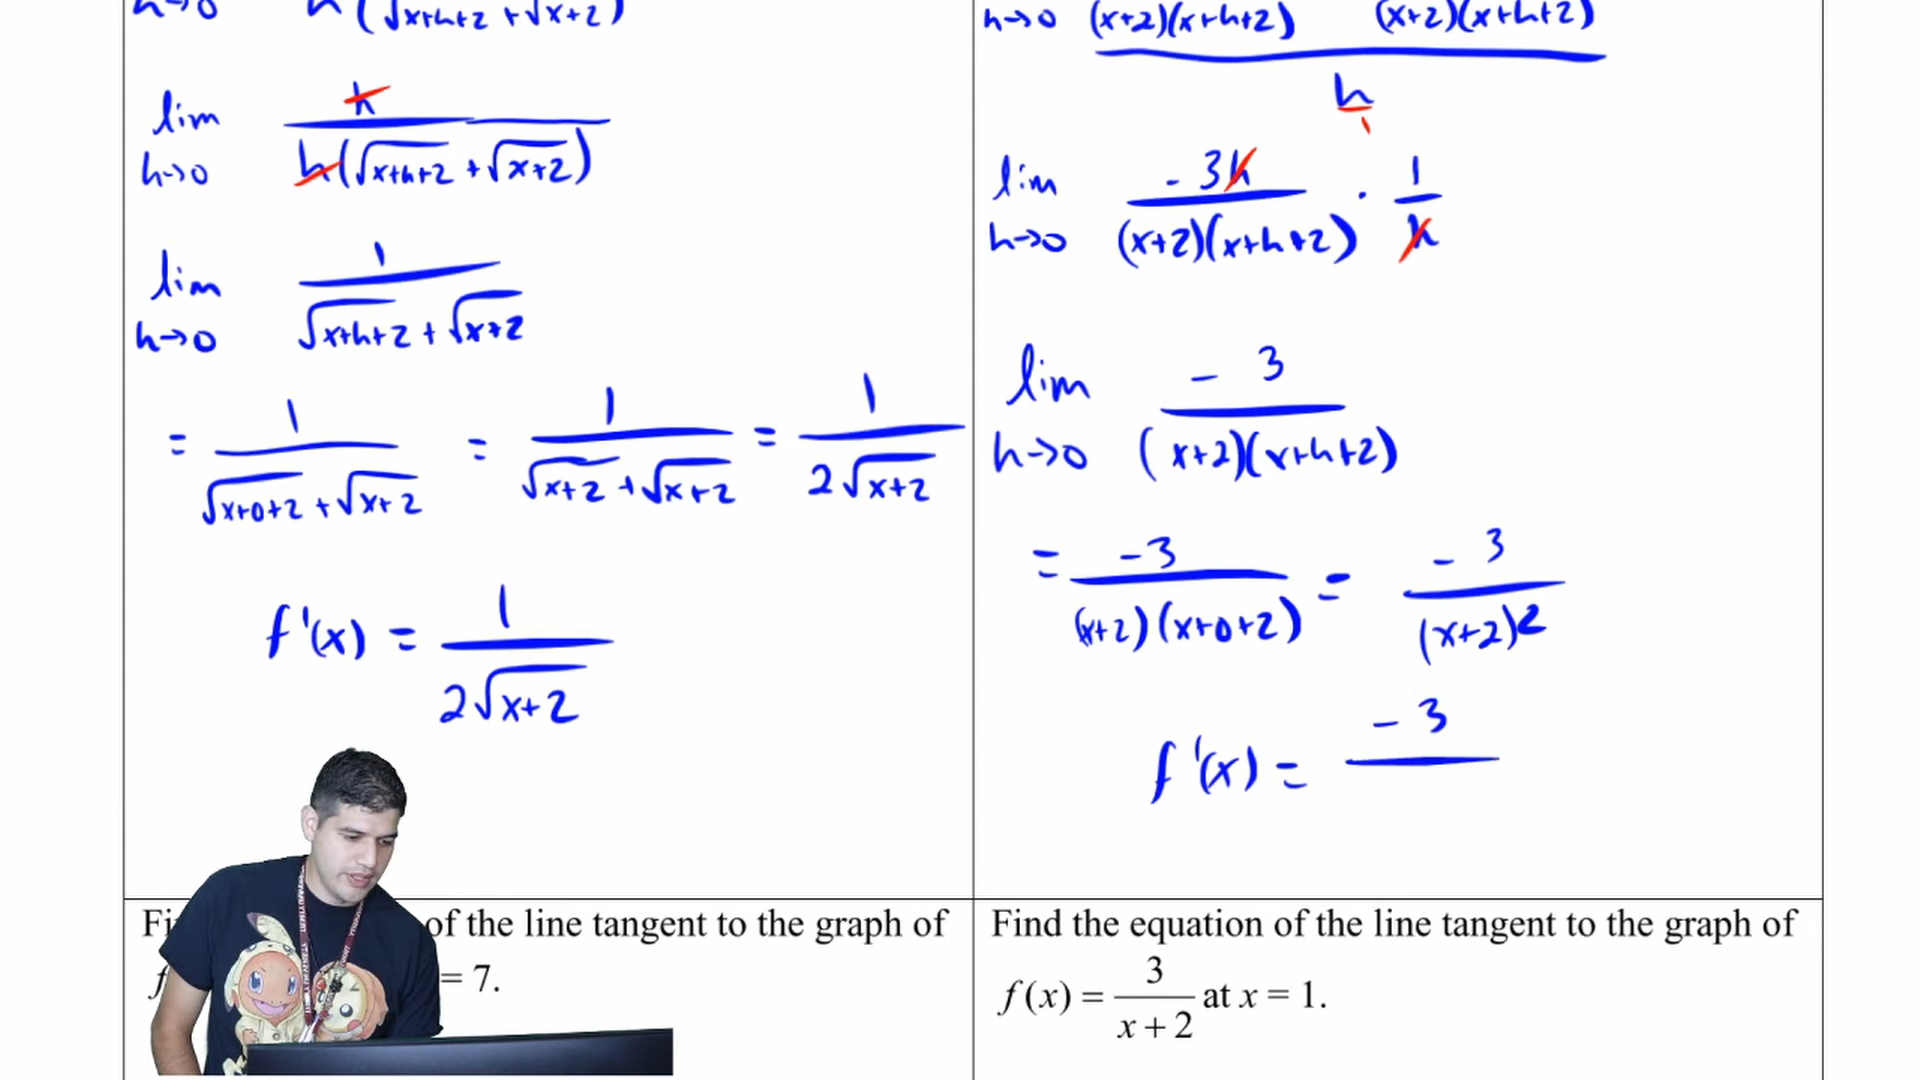 h→0 h(√x+h+2 + √x+2)
lim h
h→0 h(√x+h+2 + √x+2)
lim 1
h→0 √x+h+2 + √x+2
= 1 / √x+0+2 + √x+2 = 1 / √x+2 + √x+2 = 1 / 2√x+2
f'(x) = 1 / 2√x+2
h→0 (x+2)(x+h+2) (x+2)(x+h+2)
h
1
lim -3h · 1
h→0 (x+2)(x+h+2) h
lim -3
h→0 (x+2)(x+h+2)
= -3 / (x+2)(x+0+2) = -3 / (x+2)2
f'(x) = -3
of the line tangent to the graph of
= 7.
Find the equation of the line tangent to the graph of
f(x) = 3 / x + 2 at x = 1.